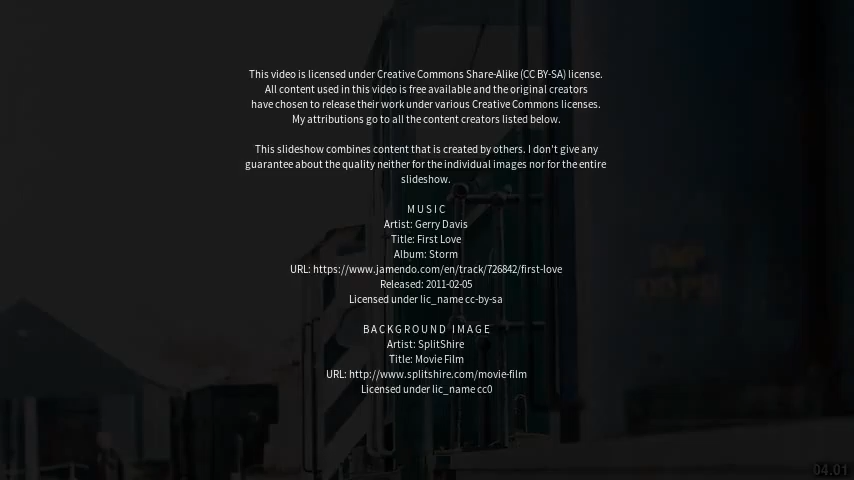 This video is licensed under Creative Commons Share-Alike (CC BY-SA) license.
All content used in this video is free available and the original creators
have chosen to release their work under various Creative Commons licenses.
My attributions go to all the content creators listed below.
This slideshow combines content that is created by others. I don't give any
guarantee about the quality neither for the individual images nor for the entire
slideshow.
MUSIC
Artist: Gerry Davis
Title: First Love
Album: Storm
URL: https://www.jamendo.com/en/track/726842/first-love
Released: 2011-02-05
Licensed under lic_name cc-by-sa
BACKGROUND IMAGE
Artist: SplitShire
Title: Movie Film
URL: http://www.splitshire.com/movie-film
Licensed under lic_name cc0
04.01